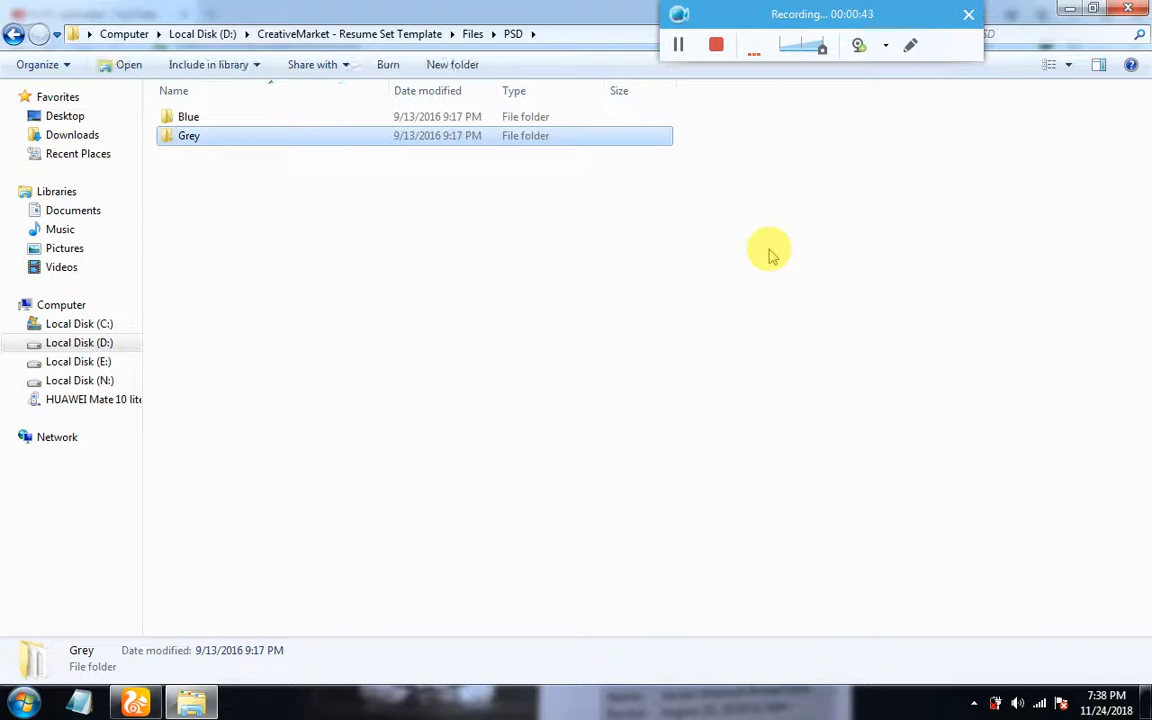 Recording... 00:00:43
Computer Local Disk (D:) CreativeMarket - Resume Set Template Files PSD
Organize Open Include in library Share with Burn New folder
Name Date modified Type Size
Blue 9/13/2016 9:17 PM File folder
Grey 9/13/2016 9:17 PM File folder
Favorites
Desktop
Downloads
Recent Places
Libraries
Documents
Music
Pictures
Videos
Computer
Local Disk (C:)
Local Disk (D:)
Local Disk (E:)
Local Disk (N:)
HUAWEI Mate 10 lite
Network
Grey Date modified: 9/13/2016 9:17 PM
File folder
7:38 PM
11/24/2018